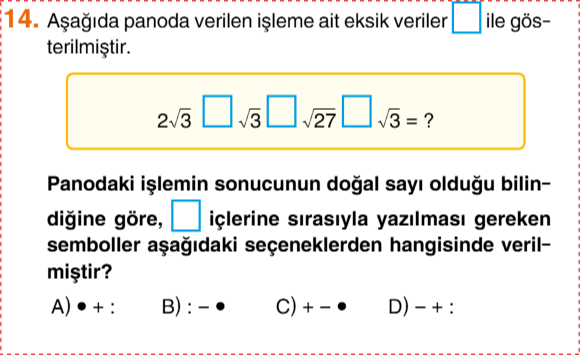 14. Aşağıda panoda verilen işleme ait eksik veriler □ ile gös-
terilmiştir.
2√3 □ √3 □ √27 □ √3 = ?
Panodaki işlemin sonucunun doğal sayı olduğu bilin-
diğine göre, □ içlerine sırasıyla yazılması gereken
semboller aşağıdaki seçeneklerden hangisinde veril-
miştir?
A) • + : B) : – • C) + – • D) – + :